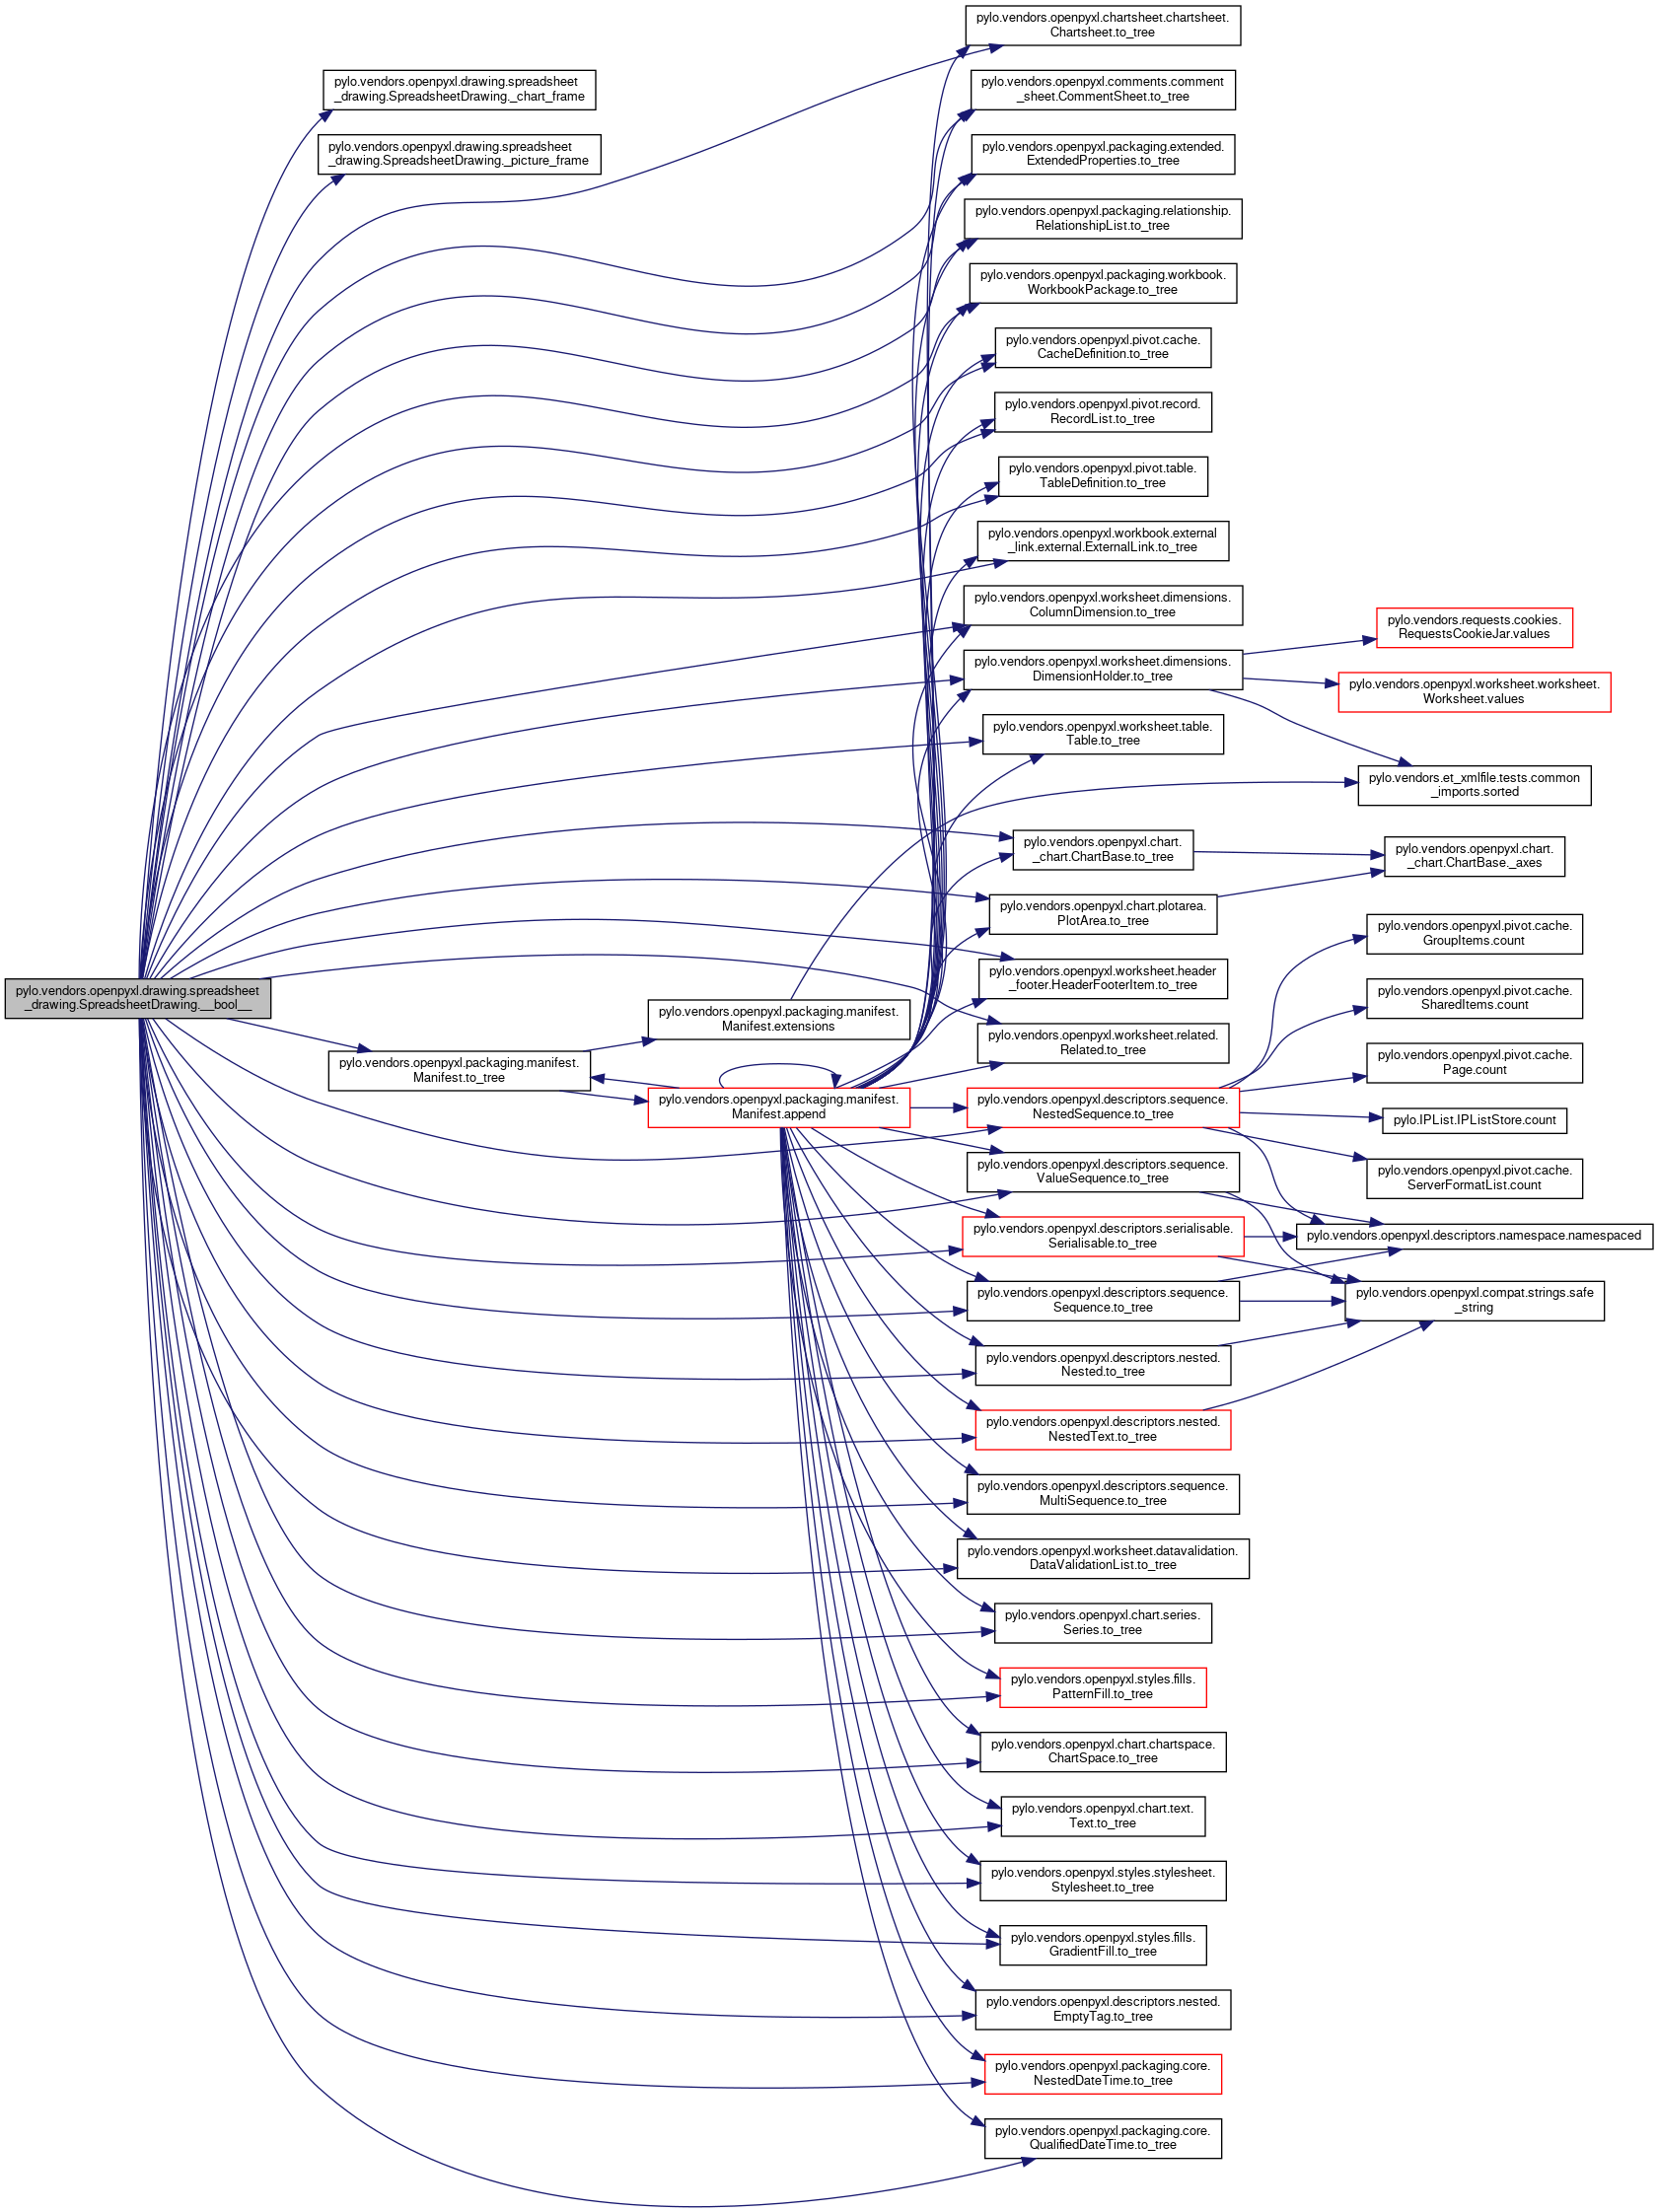 pylo.vendors.openpyxl.drawing.spreadsheet
_drawing.SpreadsheetDrawing.__bool__
pylo.vendors.openpyxl.drawing.spreadsheet
_drawing.SpreadsheetDrawing._chart_frame
pylo.vendors.openpyxl.drawing.spreadsheet
_drawing.SpreadsheetDrawing._picture_frame
pylo.vendors.openpyxl.packaging.manifest.
Manifest.to_tree
pylo.vendors.openpyxl.packaging.manifest.
Manifest.extensions
pylo.vendors.openpyxl.packaging.manifest.
Manifest.append
pylo.vendors.openpyxl.chartsheet.chartsheet.
Chartsheet.to_tree
pylo.vendors.openpyxl.comments.comment
_sheet.CommentSheet.to_tree
pylo.vendors.openpyxl.packaging.extended.
ExtendedProperties.to_tree
pylo.vendors.openpyxl.packaging.relationship.
RelationshipList.to_tree
pylo.vendors.openpyxl.packaging.workbook.
WorkbookPackage.to_tree
pylo.vendors.openpyxl.pivot.cache.
CacheDefinition.to_tree
pylo.vendors.openpyxl.pivot.record.
RecordList.to_tree
pylo.vendors.openpyxl.pivot.table.
TableDefinition.to_tree
pylo.vendors.openpyxl.workbook.external
_link.external.ExternalLink.to_tree
pylo.vendors.openpyxl.worksheet.dimensions.
ColumnDimension.to_tree
pylo.vendors.openpyxl.worksheet.dimensions.
DimensionHolder.to_tree
pylo.vendors.openpyxl.worksheet.table.
Table.to_tree
pylo.vendors.openpyxl.chart.
_chart.ChartBase.to_tree
pylo.vendors.openpyxl.chart.plotarea.
PlotArea.to_tree
pylo.vendors.openpyxl.worksheet.header
_footer.HeaderFooterItem.to_tree
pylo.vendors.openpyxl.worksheet.related.
Related.to_tree
pylo.vendors.openpyxl.descriptors.sequence.
NestedSequence.to_tree
pylo.vendors.openpyxl.descriptors.sequence.
ValueSequence.to_tree
pylo.vendors.openpyxl.descriptors.serialisable.
Serialisable.to_tree
pylo.vendors.openpyxl.descriptors.sequence.
Sequence.to_tree
pylo.vendors.openpyxl.descriptors.nested.
Nested.to_tree
pylo.vendors.openpyxl.descriptors.nested.
NestedText.to_tree
pylo.vendors.openpyxl.descriptors.sequence.
MultiSequence.to_tree
pylo.vendors.openpyxl.worksheet.datavalidation.
DataValidationList.to_tree
pylo.vendors.openpyxl.chart.series.
Series.to_tree
pylo.vendors.openpyxl.styles.fills.
PatternFill.to_tree
pylo.vendors.openpyxl.chart.chartspace.
ChartSpace.to_tree
pylo.vendors.openpyxl.chart.text.
Text.to_tree
pylo.vendors.openpyxl.styles.stylesheet.
Stylesheet.to_tree
pylo.vendors.openpyxl.styles.fills.
GradientFill.to_tree
pylo.vendors.openpyxl.descriptors.nested.
EmptyTag.to_tree
pylo.vendors.openpyxl.packaging.core.
NestedDateTime.to_tree
pylo.vendors.openpyxl.packaging.core.
QualifiedDateTime.to_tree
pylo.vendors.requests.cookies.
RequestsCookieJar.values
pylo.vendors.openpyxl.worksheet.worksheet.
Worksheet.values
pylo.vendors.et_xmlfile.tests.common
_imports.sorted
pylo.vendors.openpyxl.chart.
_chart.ChartBase._axes
pylo.vendors.openpyxl.pivot.cache.
GroupItems.count
pylo.vendors.openpyxl.pivot.cache.
SharedItems.count
pylo.vendors.openpyxl.pivot.cache.
Page.count
pylo.IPList.IPListStore.count
pylo.vendors.openpyxl.pivot.cache.
ServerFormatList.count
pylo.vendors.openpyxl.descriptors.namespace.namespaced
pylo.vendors.openpyxl.compat.strings.safe
_string